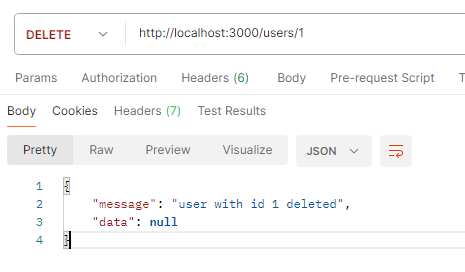 DELETE http://localhost:3000/users/1
Params Authorization Headers (6) Body Pre-request Script T
Body Cookies Headers (7) Test Results
Pretty Raw Preview Visualize JSON
1 {
2 "message": "user with id 1 deleted",
3 "data": null
4 }